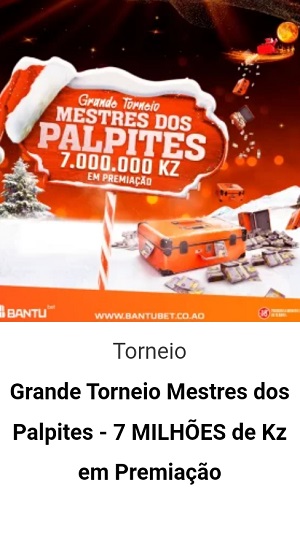 Grande Torneio
MESTRES DOS
PALPITES
7.000.000 KZ
EM PREMIAÇÃO
BANTU bet
WWW.BANTUBET.CO.AO
18
Torneio
Grande Torneio Mestres dos
Palpites - 7 MILHÕES de Kz
em Premiação